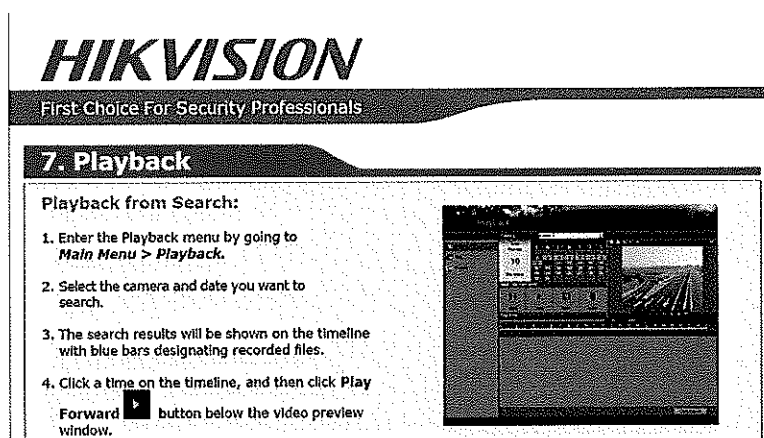 HIKVISION
First Choice For Security Professionals
7. Playback
Playback from Search:
1. Enter the Playback menu by going to
Main Menu > Playback.
2. Select the camera and date you want to
search.
3. The search results will be shown on the timeline
with blue bars designating recorded files.
4. Click a time on the timeline, and then click Play
Forward button below the video preview
window.